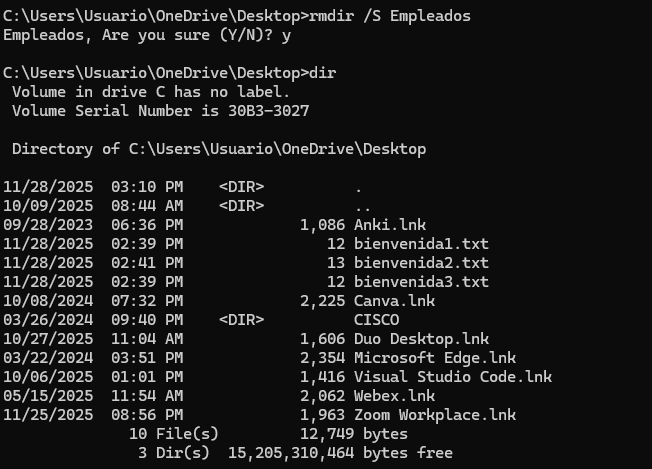 C:\Users\Usuario\OneDrive\Desktop>rmdir /S Empleados
Empleados, Are you sure (Y/N)? y
C:\Users\Usuario\OneDrive\Desktop>dir
 Volume in drive C has no label.
 Volume Serial Number is 30B3-3027
 Directory of C:\Users\Usuario\OneDrive\Desktop
11/28/2025  03:10 PM    <DIR>          .
10/09/2025  08:44 AM    <DIR>          ..
09/28/2023  06:36 PM             1,086 Anki.lnk
11/28/2025  02:39 PM                12 bienvenida1.txt
11/28/2025  02:41 PM                13 bienvenida2.txt
11/28/2025  02:39 PM                12 bienvenida3.txt
10/08/2024  07:32 PM             2,225 Canva.lnk
03/26/2024  09:40 PM    <DIR>          CISCO
10/27/2025  11:04 AM             1,606 Duo Desktop.lnk
03/22/2024  03:51 PM             2,354 Microsoft Edge.lnk
10/06/2025  01:01 PM             1,416 Visual Studio Code.lnk
05/15/2025  11:54 AM             2,062 Webex.lnk
11/25/2025  08:56 PM             1,963 Zoom Workplace.lnk
              10 File(s)         12,749 bytes
               3 Dir(s)  15,205,310,464 bytes free